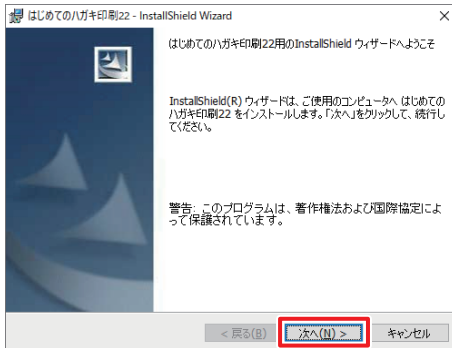 はじめてのハガキ印刷22 - InstallShield Wizard
はじめてのハガキ印刷22用のInstallShield ウィザードへようこそ
InstallShield(R) ウィザードは、ご使用のコンピュータへ はじめての
ハガキ印刷22 をインストールします。「次へ」をクリックして、続行し
てください。
警告: このプログラムは、著作権法および国際協定によ
って保護されています。
< 戻る(B)
次へ(N) >
キャンセル